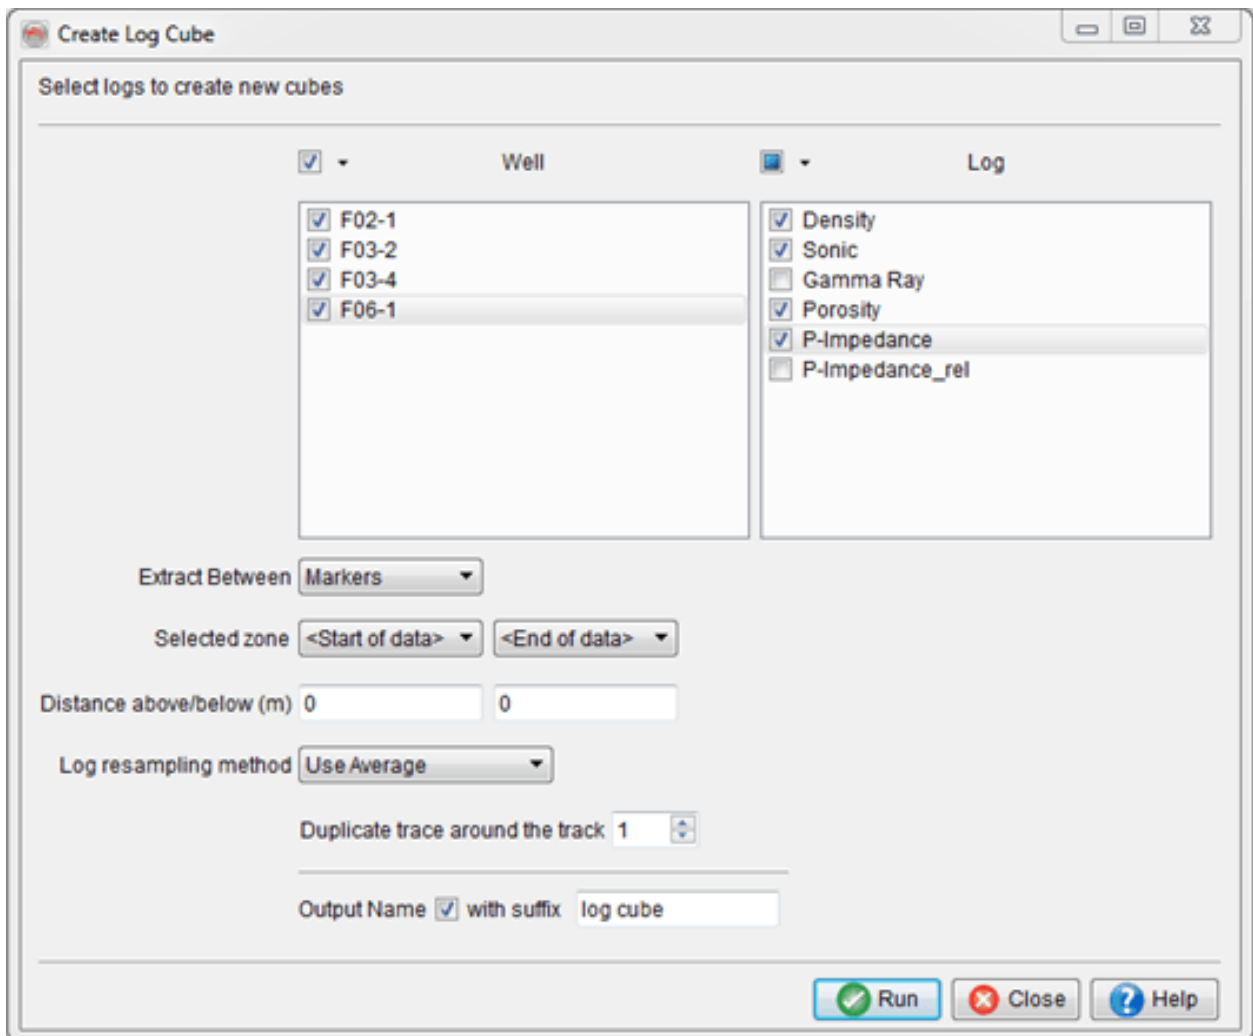 Create Log Cube
Select logs to create new cubes
Well
Log
F02-1
F03-2
F03-4
F06-1
Density
Sonic
Gamma Ray
Porosity
P-Impedance
P-Impedance_rel
Extract Between Markers
Selected zone <Start of data> <End of data>
Distance above/below (m) 0 0
Log resampling method Use Average
Duplicate trace around the track 1
Output Name with suffix log cube
Run Close ? Help